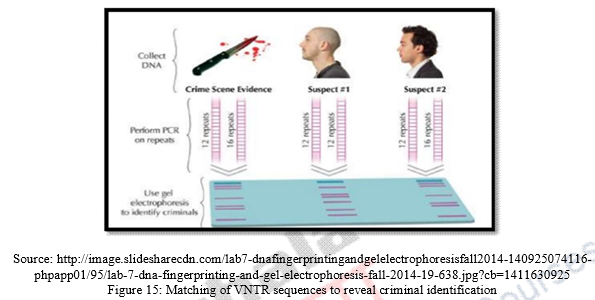 Collect
DNA
Crime Scene Evidence
Suspect #1
Suspect #2
Perform PCR
on repeats
12 repeats
16 repeats
12 repeats
12 repeats
16 repeats
12 repeats
Use gel
electrophoresis
to identify criminals
Source: http://image.slidesharecdn.com/lab7-dnafingerprintingandgelelectrophoresisfall2014-140925074116-
phpapp01/95/lab-7-dna-fingerprinting-and-gel-electrophoresis-fall-2014-19-638.jpg?cb=1411630925
Figure 15: Matching of VNTR sequences to reveal criminal identification